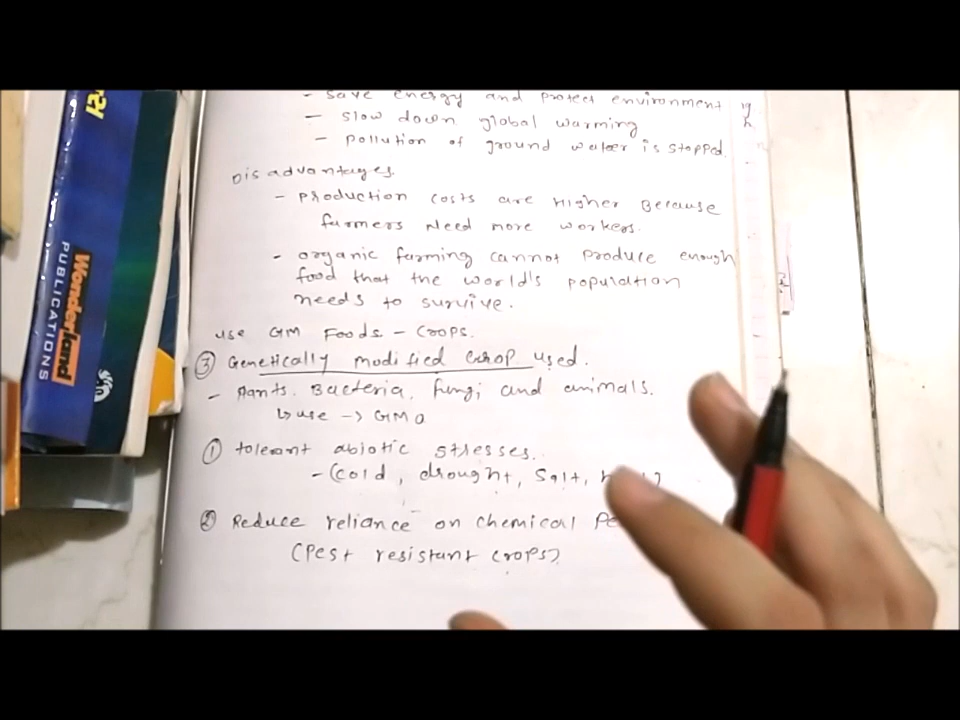 - save energy and protect environment
- slow down global warming
- pollution of ground water is stopped.
Disadvantages.
- Production costs are Higher Because
farmers Need more workers.
- organic farming cannot produce enough
food that the world's population
needs to survive.
use GM Foods - Crops.
③ Genetically modified crop used.
- Plants. Bacteria, fungi and animals.
↳ use → GMO
① tolerant abiotic stresses.
- (cold, drought, Salt,
② Reduce reliance on chemical
(Pest resistant crops)
Wonderland
PUBLICATIONS